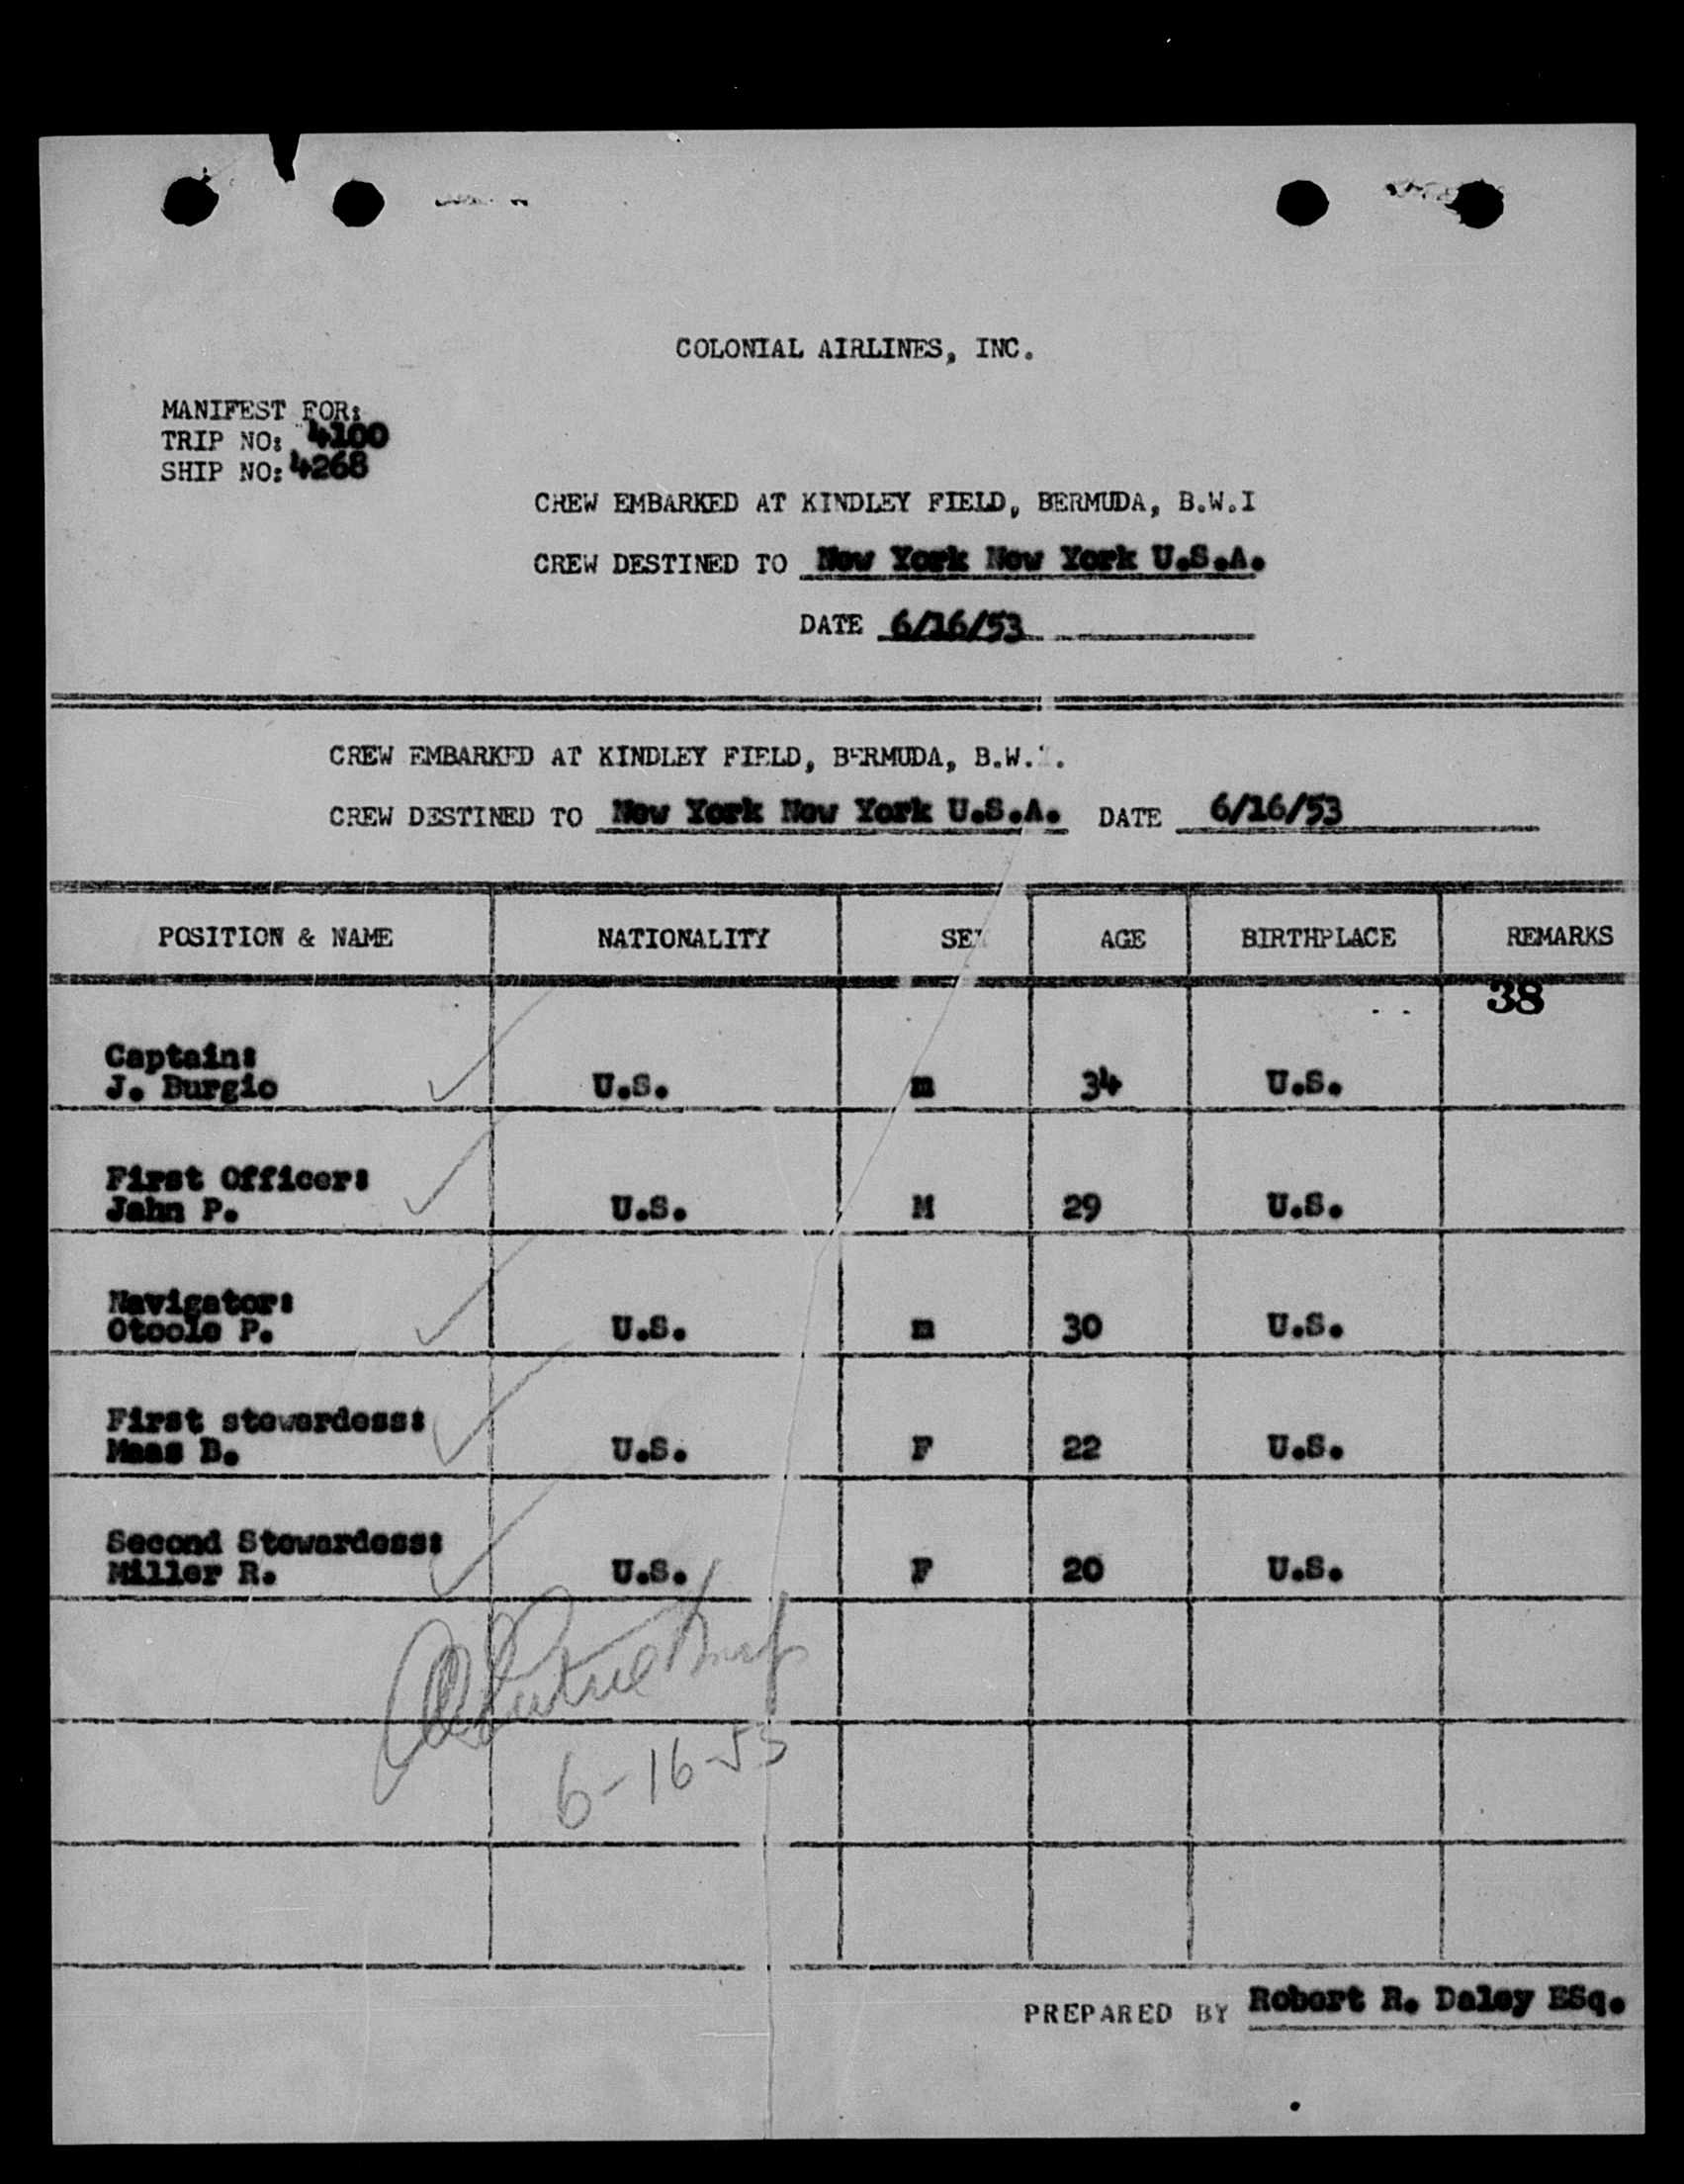 COLONIAL AIRLINES, INC.
MANIFEST FOR:
TRIP NO: 4100
SHIP NO: 4268
CREW EMBARKED AT KINDLEY FIELD, BERMUDA, B.W.I
CREW DESTINED TO New York New York U.S.A.
DATE 6/16/53
CREW EMBARKED AT KINDLEY FIELD, BERMUDA, B.W. .
CREW DESTINED TO New York New York U.S.A. DATE 6/16/53
POSITION & NAME NATIONALITY SEX AGE BIRTHPLACE REMARKS
38
Captain:
J. Burgio U.S. m 34 U.S.
First Officer:
Jahn P. U.S. M 29 U.S.
Navigator:
Otoole P. U.S. m 30 U.S.
First stewardess:
Maas B. U.S. F 22 U.S.
Second Stewardess:
Miller R. U.S. F 20 U.S.
6-16-53
PREPARED BY Robert R. Daley ESq.